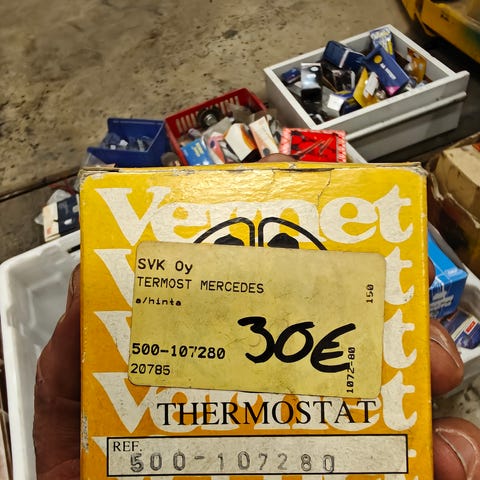 Vernet
SVK Oy
TERMOST MERCEDES
a/hinta
150
30€
500-107280
20785
1072-80
THERMOSTAT
REF.
500-107280